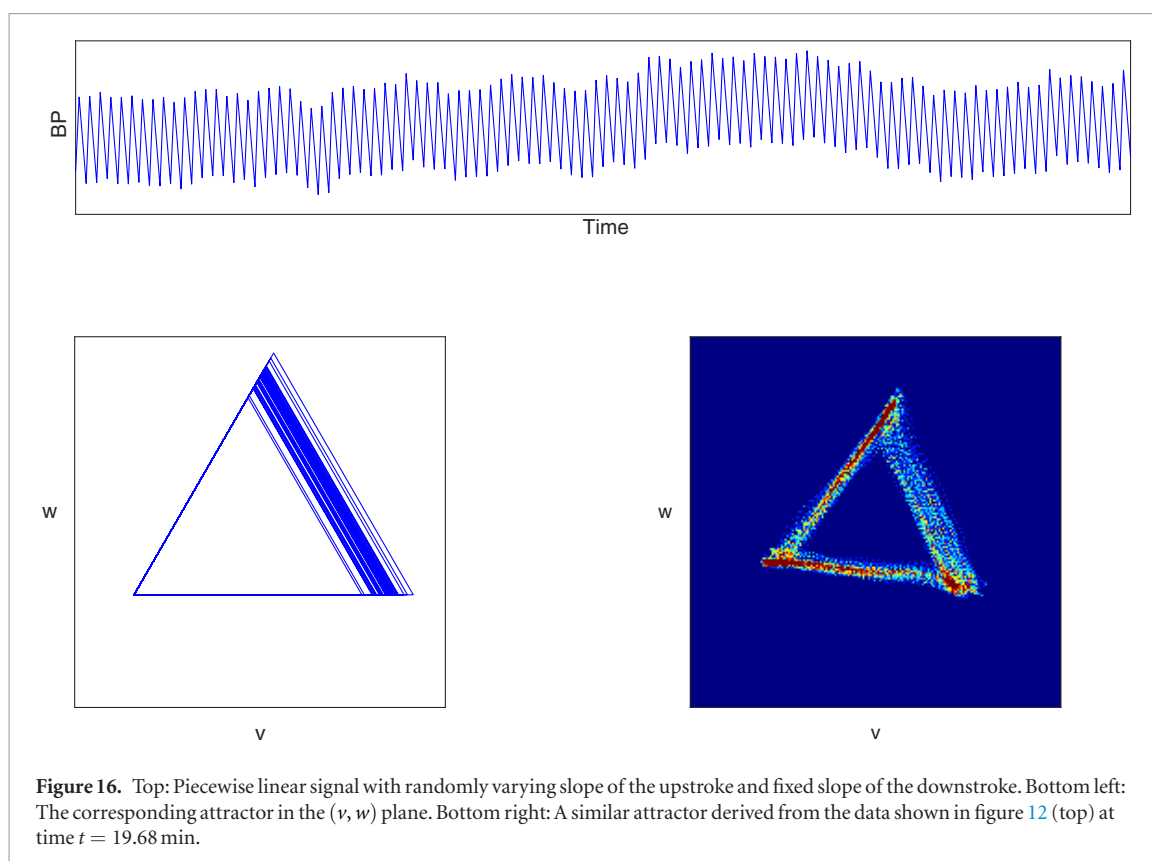 BP
Time
w
v
w
v
Figure 16. Top: Piecewise linear signal with randomly varying slope of the upstroke and fixed slope of the downstroke. Bottom left:
The corresponding attractor in the (v, w) plane. Bottom right: A similar attractor derived from the data shown in figure 12 (top) at
time t = 19.68 min.